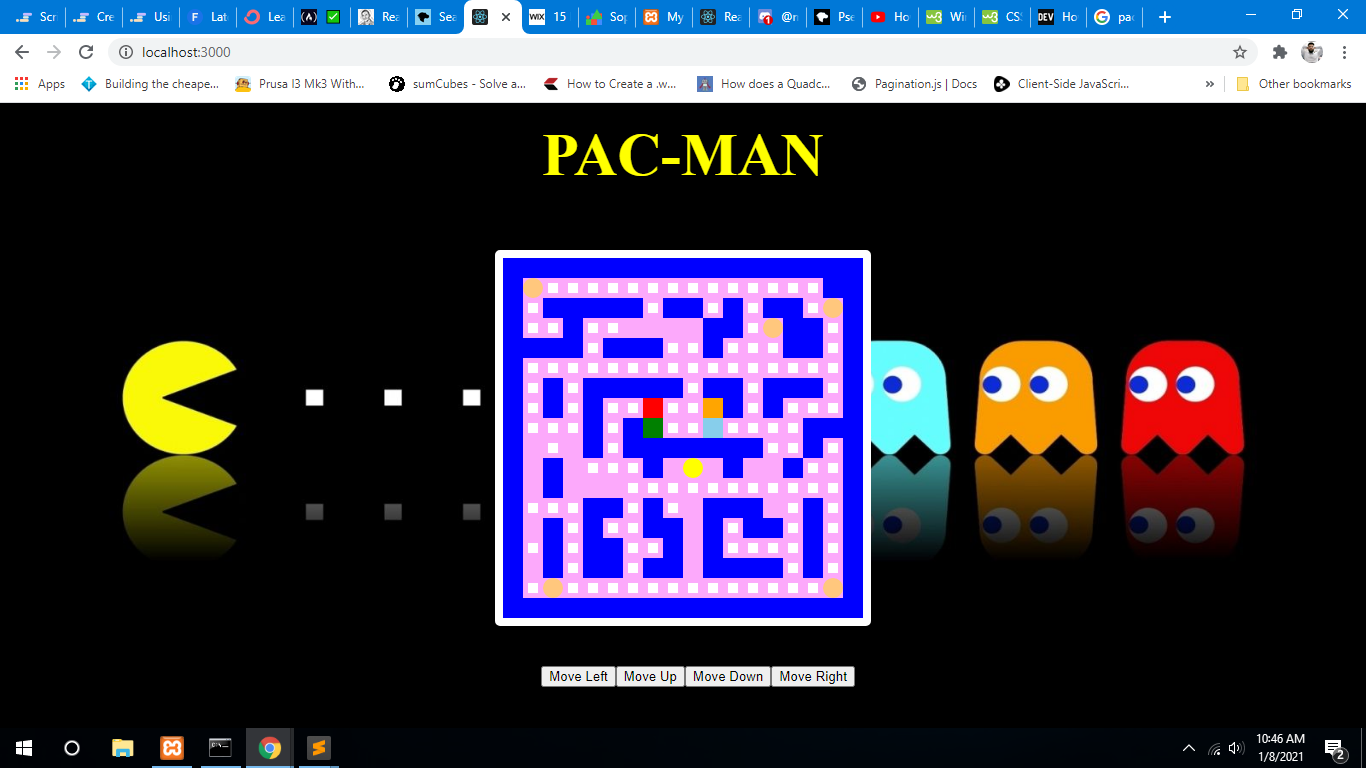 Scr Cre Usi Lat Lea Rea Sea 15 Sop My Rea @r Pse Ho Wi CS Ho pac
localhost:3000
Apps Building the cheape... Prusa I3 Mk3 With... sumCubes - Solve a... How to Create a .w... How does a Quadc... Pagination.js | Docs Client-Side JavaScri... » Other bookmarks
PAC-MAN
Move Left Move Up Move Down Move Right
10:46 AM
1/8/2021
2